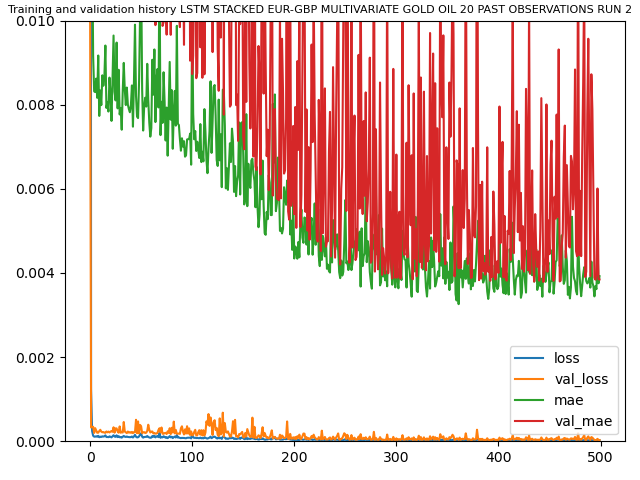 Training and validation history LSTM STACKED EUR-GBP MULTIVARIATE GOLD OIL 20 PAST OBSERVATIONS RUN 2
0.010
0.008
0.006
0.004
0.002
0.000
loss
val_loss
mae
val_mae
0 100 200 300 400 500